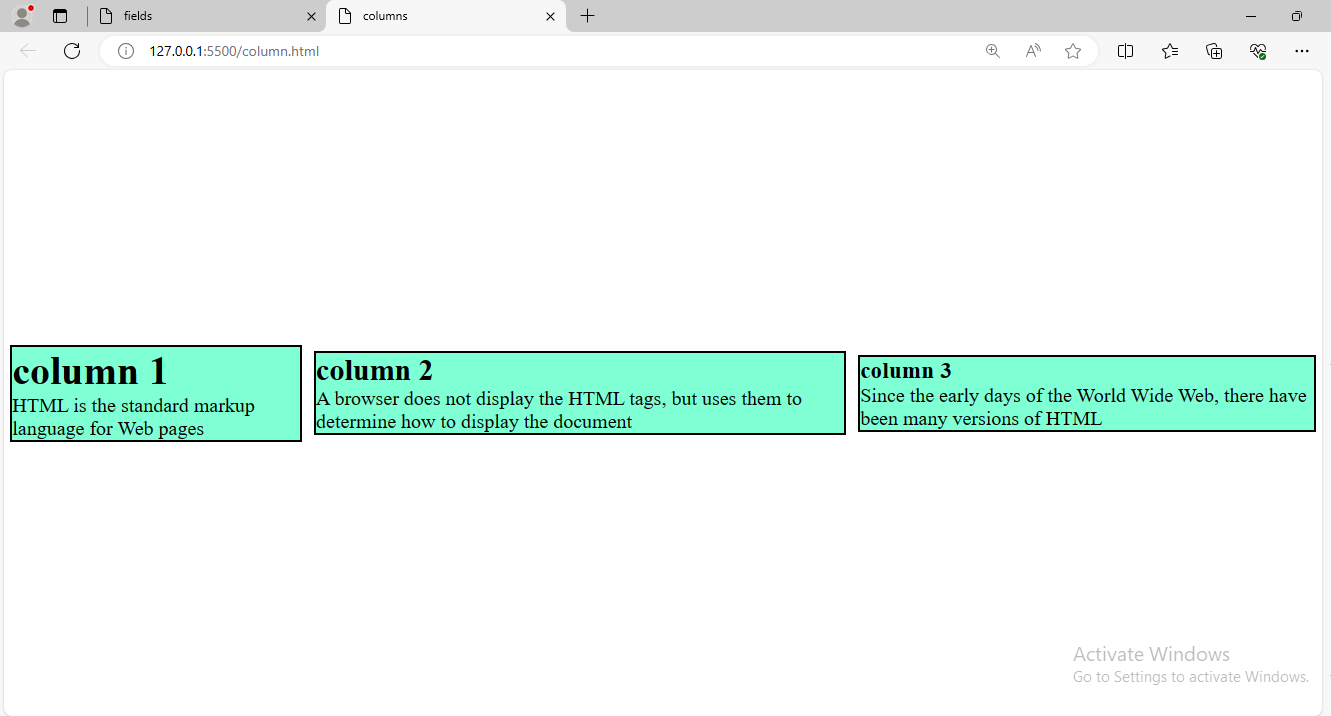 fields
columns
127.0.0.1:5500/column.html
column 1
HTML is the standard markup
language for Web pages
column 2
A browser does not display the HTML tags, but uses them to
determine how to display the document
column 3
Since the early days of the World Wide Web, there have
been many versions of HTML
Activate Windows
Go to Settings to activate Windows.